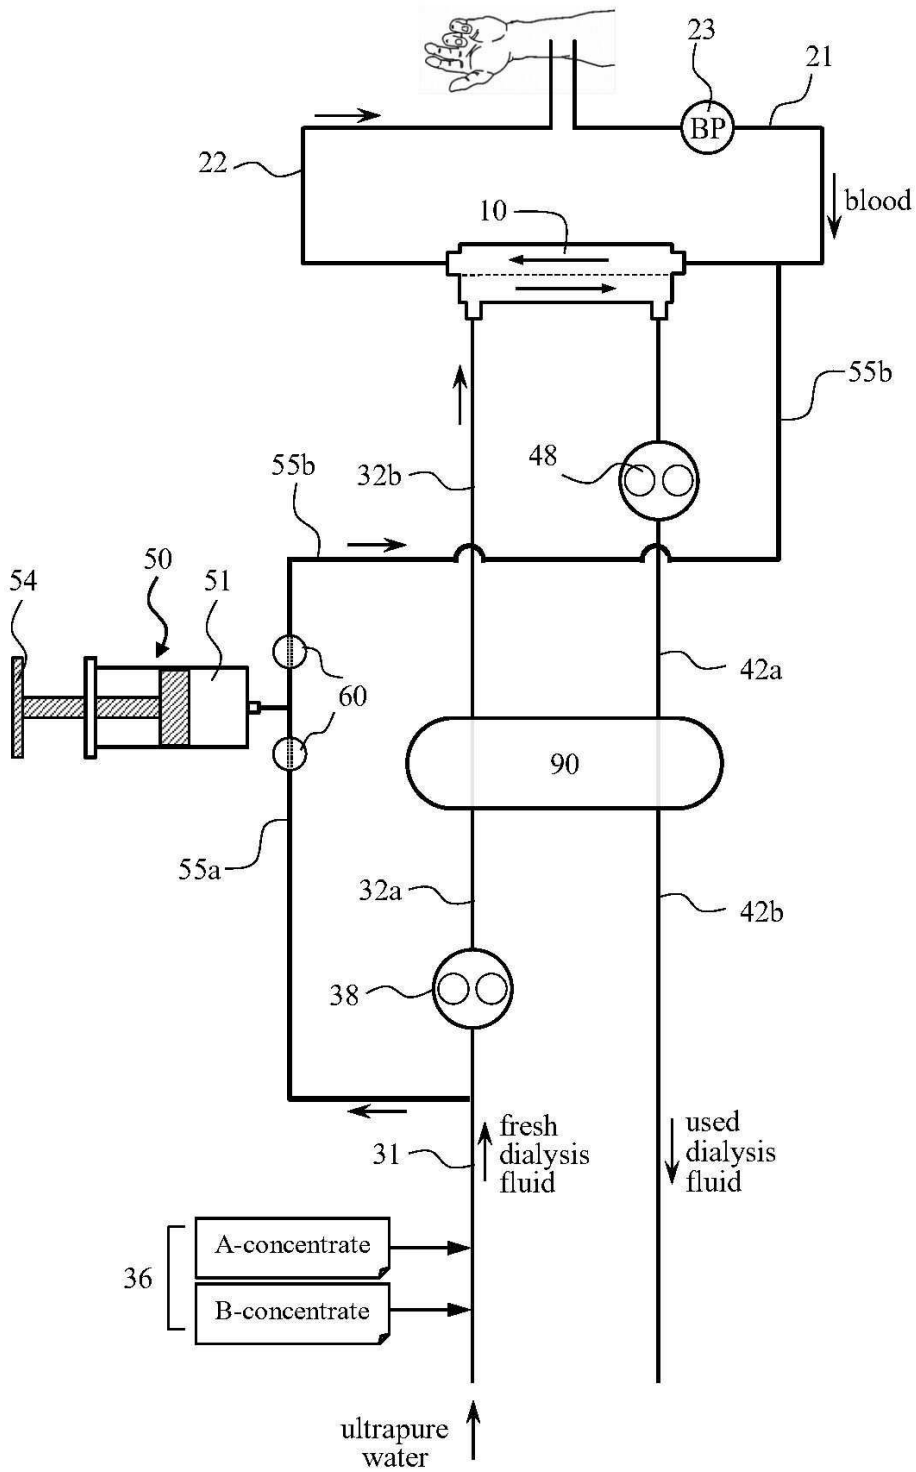 23
21
BP
22
10
blood
55b
48
32b
55b
50
54
51
42a
60
90
55a
32a
42b
38
fresh
dialysis
fluid
used
dialysis
fluid
31
A-concentrate
36
B-concentrate
ultrapure
water